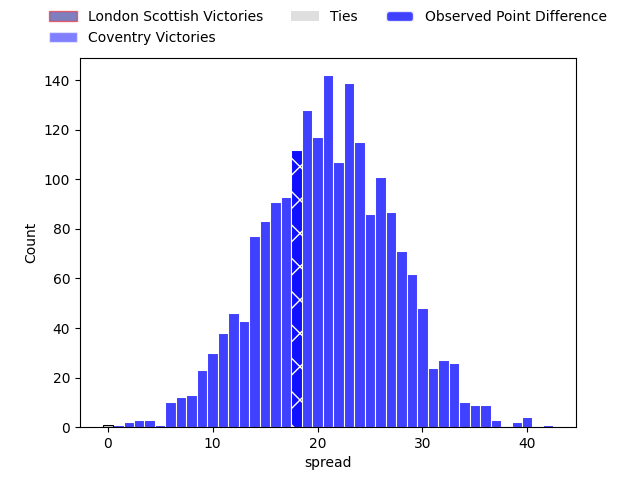 London Scottish Victories
Coventry Victories
Ties
Observed Point Difference
140
120
100
80
60
40
20
0
Count
0 10 20 30 40
spread